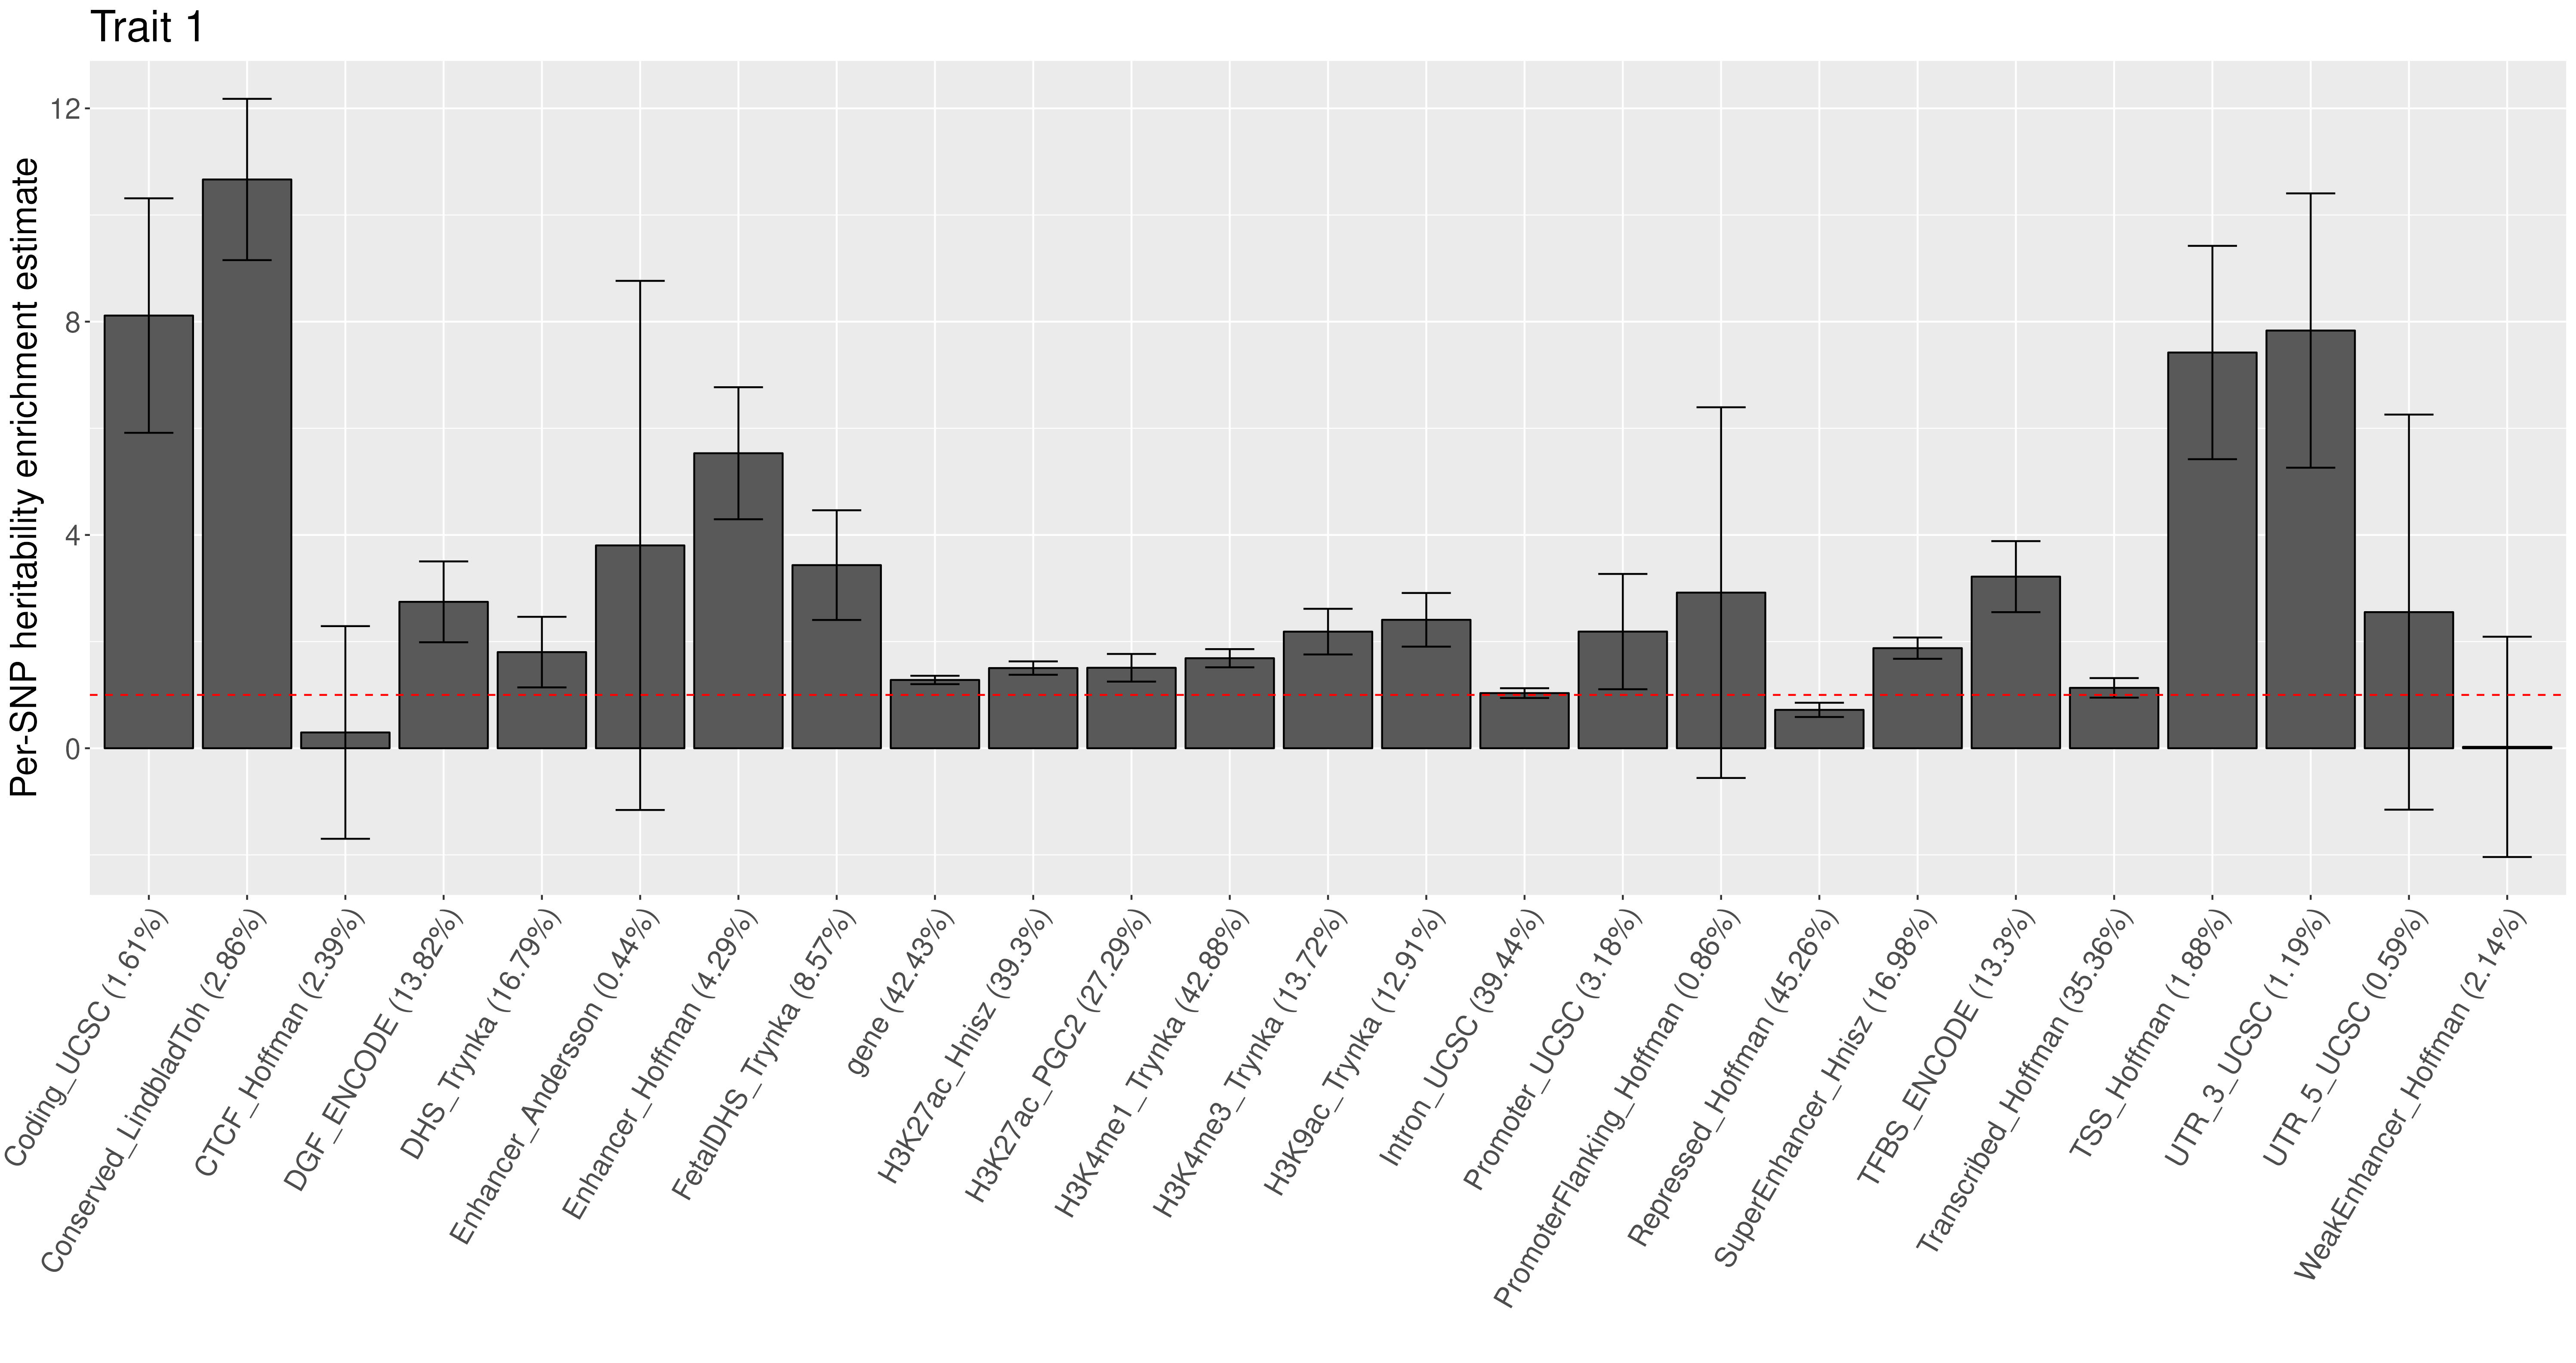 Trait 1
Per-SNP heritability enrichment estimate
12
8
4
0
Coding_UCSC (1.61%)
Conserved_LindbladToh (2.86%)
CTCF_Hoffman (2.39%)
DGF_ENCODE (13.82%)
DHS_Trynka (16.79%)
Enhancer_Andersson (0.44%)
Enhancer_Hoffman (4.29%)
FetalDHS_Trynka (8.57%)
gene (42.43%)
H3K27ac_Hnisz (39.3%)
H3K27ac_PGC2 (27.29%)
H3K4me1_Trynka (42.88%)
H3K4me3_Trynka (13.72%)
H3K9ac_Trynka (12.91%)
Intron_UCSC (39.44%)
Promoter_UCSC (3.18%)
PromoterFlanking_Hoffman (0.86%)
Repressed_Hoffman (45.26%)
SuperEnhancer_Hnisz (16.98%)
TFBS_ENCODE (13.3%)
Transcribed_Hoffman (35.36%)
TSS_Hoffman (1.88%)
UTR_3_UCSC (1.19%)
UTR_5_UCSC (0.59%)
WeakEnhancer_Hoffman (2.14%)